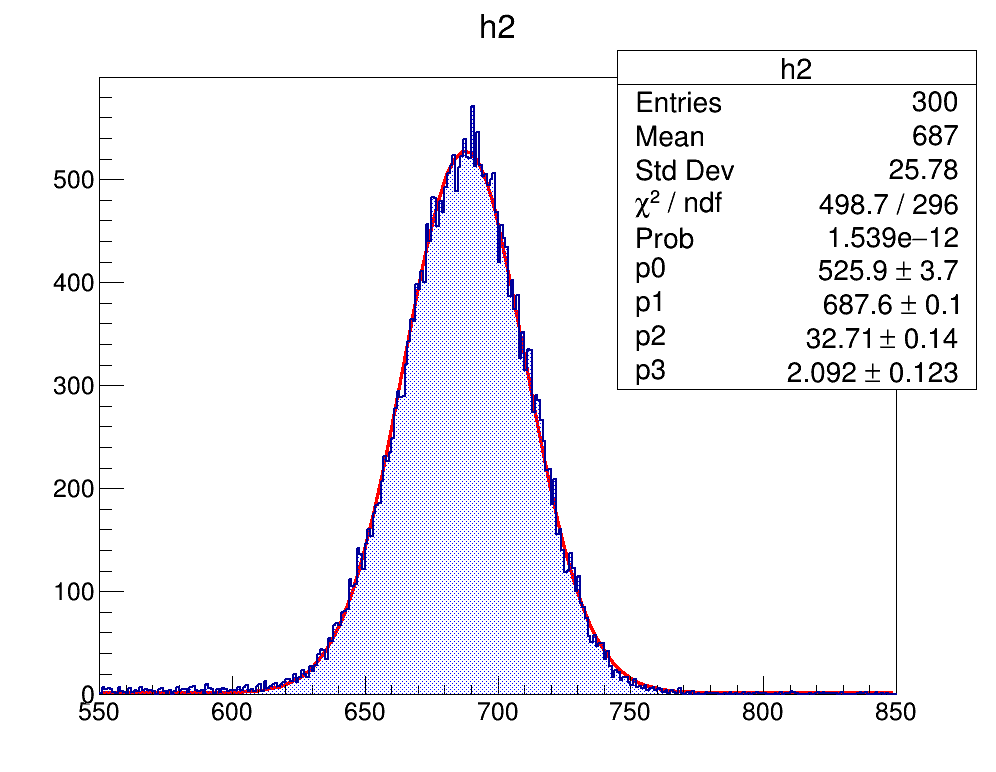 h2
h2
Entries 300
Mean 687
Std Dev 25.78
χ² / ndf 498.7 / 296
Prob 1.539e−12
p0 525.9 ± 3.7
p1 687.6 ± 0.1
p2 32.71 ± 0.14
p3 2.092 ± 0.123
500
400
300
200
100
0
550 600 650 700 750 800 850